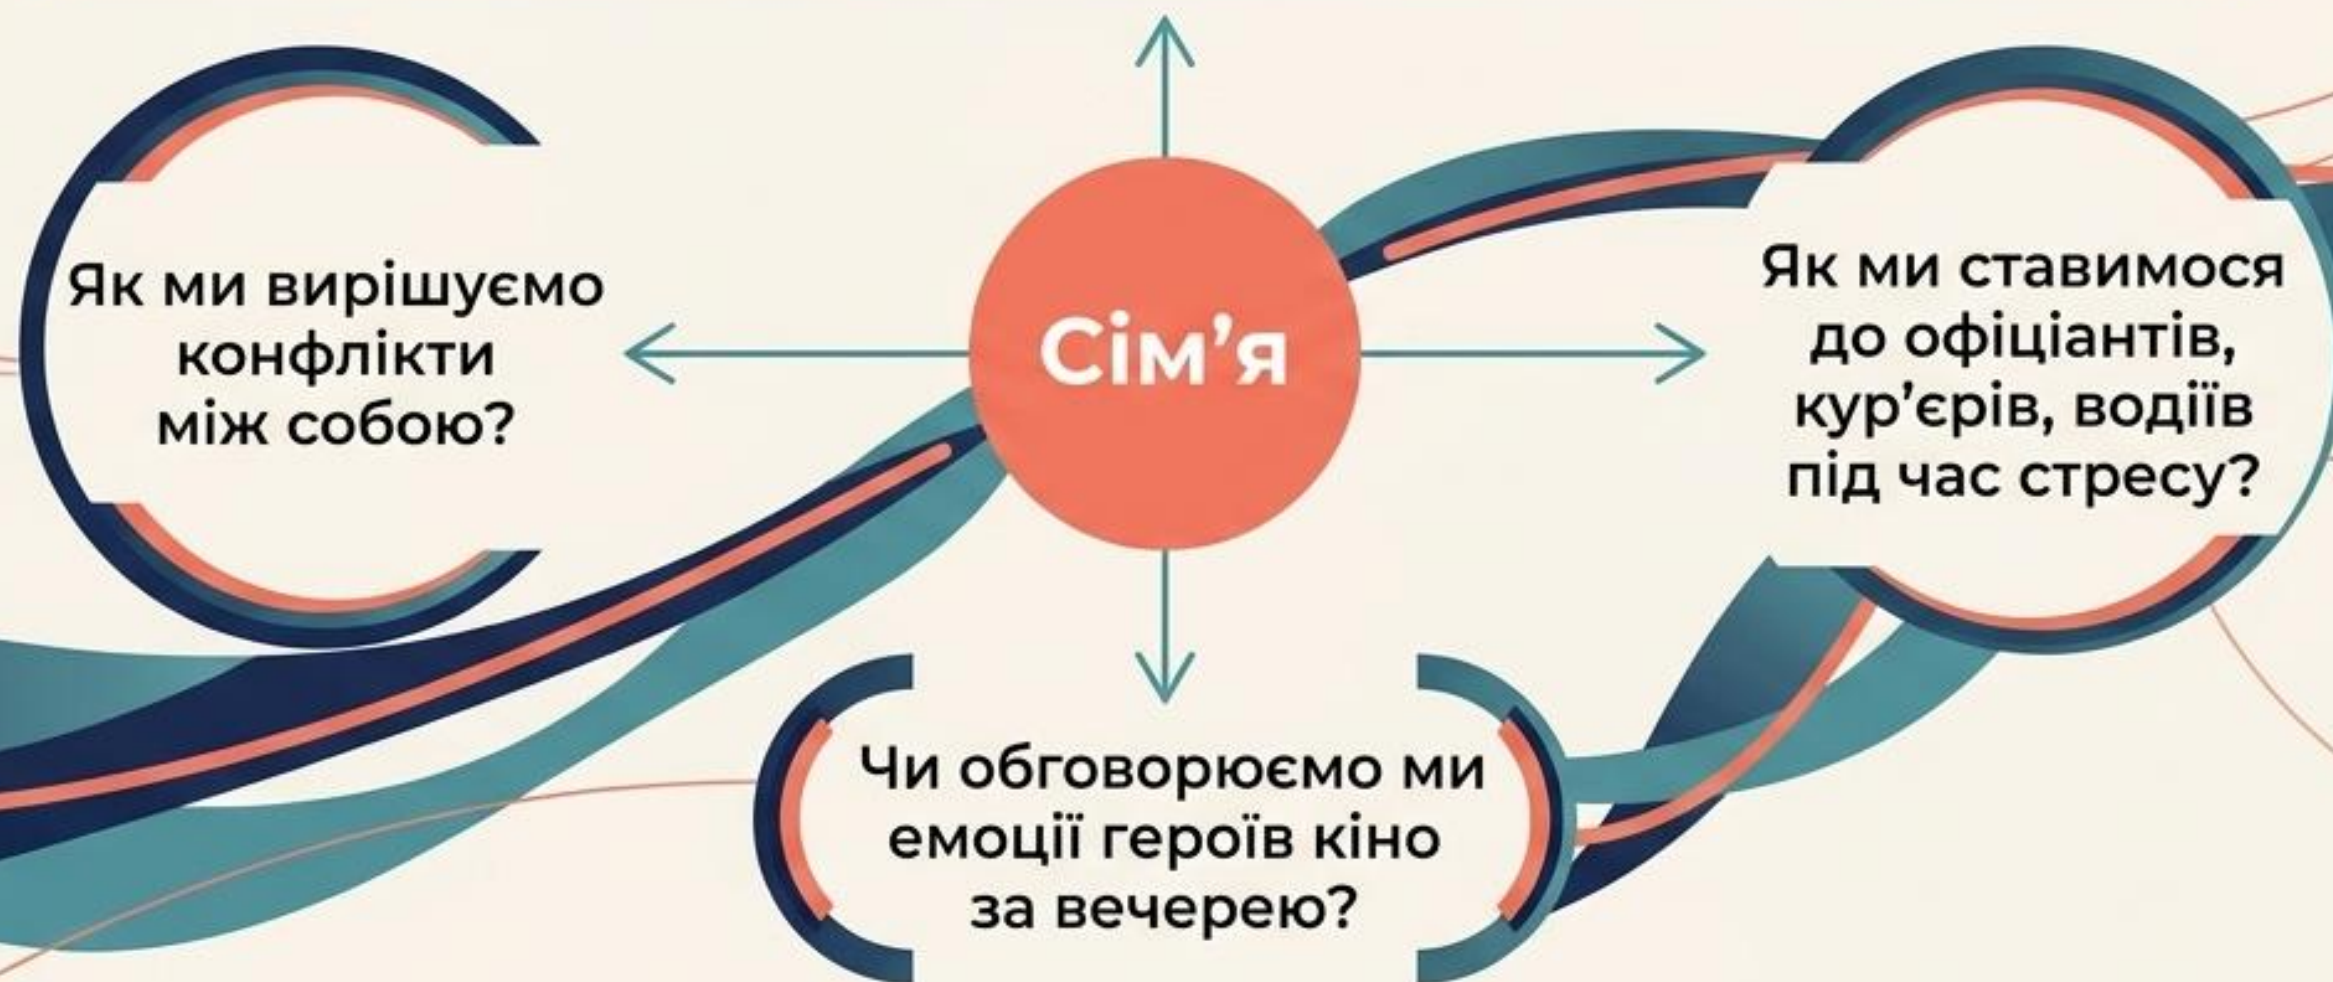 Як ми вирішуємо
конфлікти
між собою?
Сім’я
Як ми ставимося
до офіціантів,
кур’єрів, водіїв
під час стресу?
Чи обговорюємо ми
емоції героїв кіно
за вечерею?